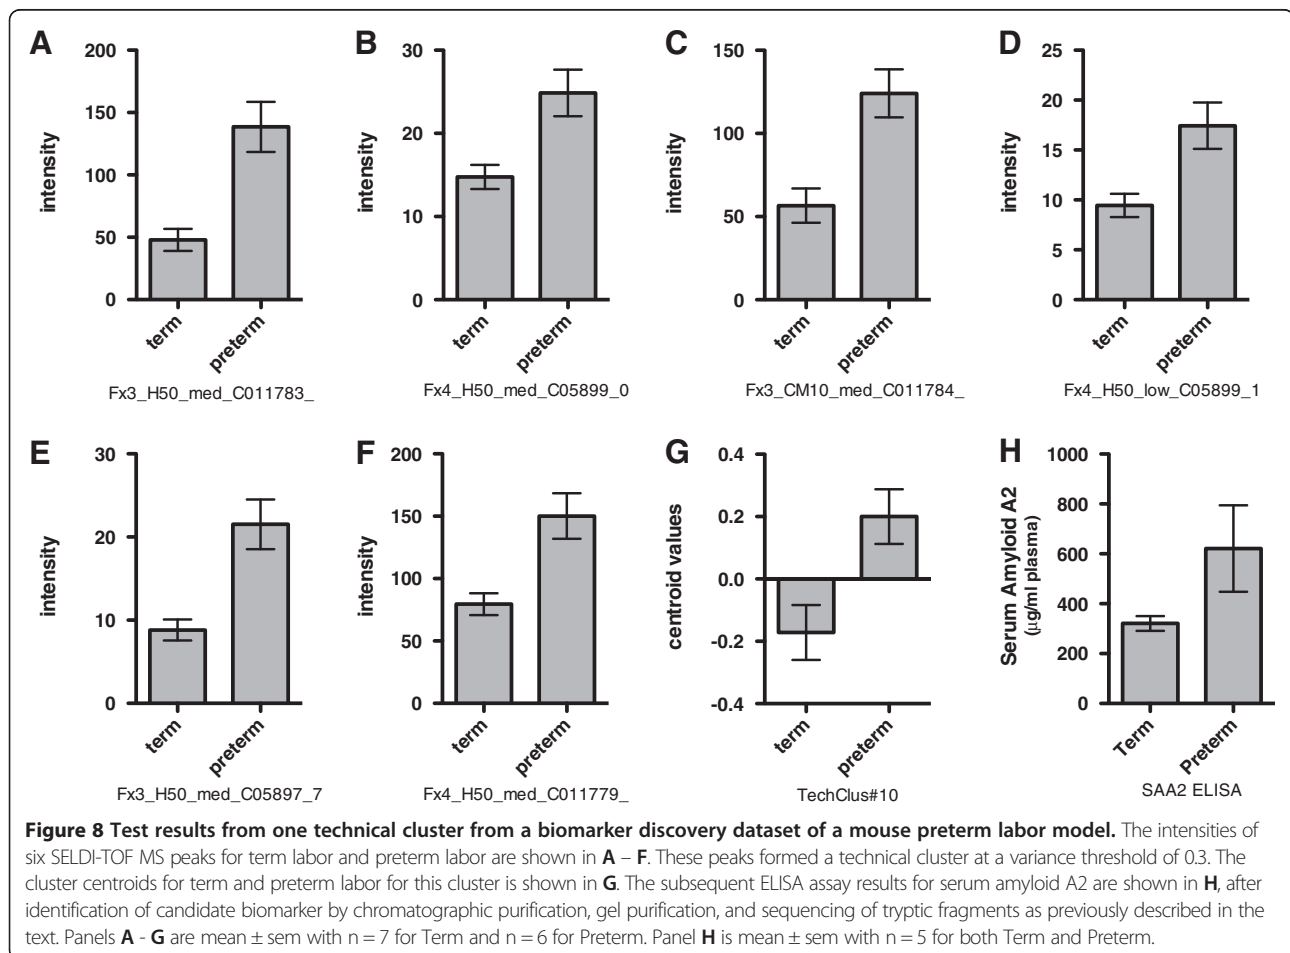 A
200
150
100
50
0
intensity
term
preterm
Fx3_H50_med_C011783_
B
30
20
10
0
intensity
term
preterm
Fx4_H50_med_C05899_0
C
150
100
50
0
intensity
term
preterm
Fx3_CM10_med_C011784_
D
25
20
15
10
5
0
intensity
term
preterm
Fx4_H50_low_C05899_1
E
30
20
10
0
intensity
term
preterm
Fx3_H50_med_C05897_7
F
200
150
100
50
0
intensity
term
preterm
Fx4_H50_med_C011779_
G
0.4
0.2
0.0
-0.2
-0.4
centroid values
term
preterm
TechClus#10
H
1000
800
600
400
200
0
Serum Amyloid A2
(µg/ml plasma)
Term
Preterm
SAA2 ELISA
Figure 8 Test results from one technical cluster from a biomarker discovery dataset of a mouse preterm labor model. The intensities of
six SELDI-TOF MS peaks for term labor and preterm labor are shown in A – F. These peaks formed a technical cluster at a variance threshold of 0.3. The
cluster centroids for term and preterm labor for this cluster is shown in G. The subsequent ELISA assay results for serum amyloid A2 are shown in H, after
identification of candidate biomarker by chromatographic purification, gel purification, and sequencing of tryptic fragments as previously described in the
text. Panels A - G are mean ± sem with n = 7 for Term and n = 6 for Preterm. Panel H is mean ± sem with n = 5 for both Term and Preterm.